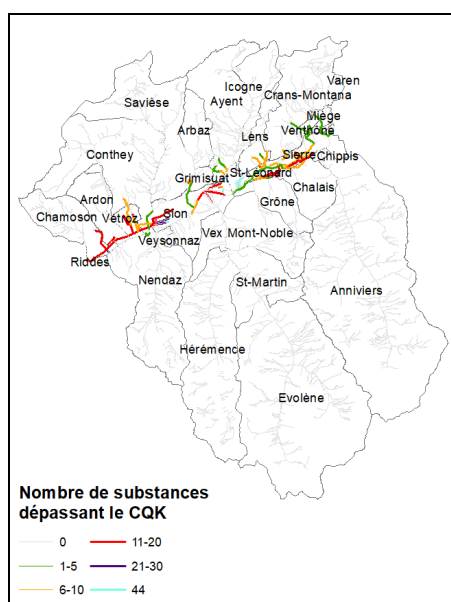 Varen
Icogne
Crans-Montana
Savièse
Ayent
Miège
Arbaz
Lens
Venthône
Conthey
Sierre
Chippis
Grimisuat
St-Léonard
Chalais
Ardon
Grône
Chamoson
Vétroz
Sion
Veysonnaz
Vex
Mont-Noble
Riddes
Nendaz
St-Martin
Anniviers
Hérémence
Evolène
Nombre de substances
dépassant le CQK
0
11-20
1-5
21-30
6-10
44